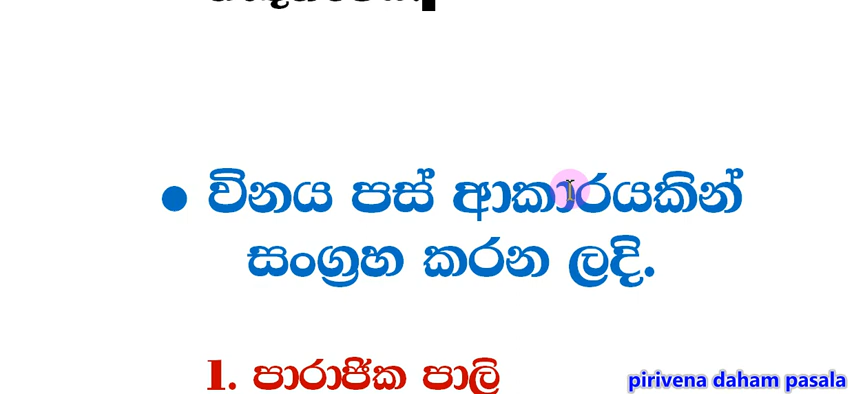 • විනය පස් ආකාරයකින්
සංග්‍රහ කරන ලදි.
1. පාරාජික පාලි
pirivena daham pasala